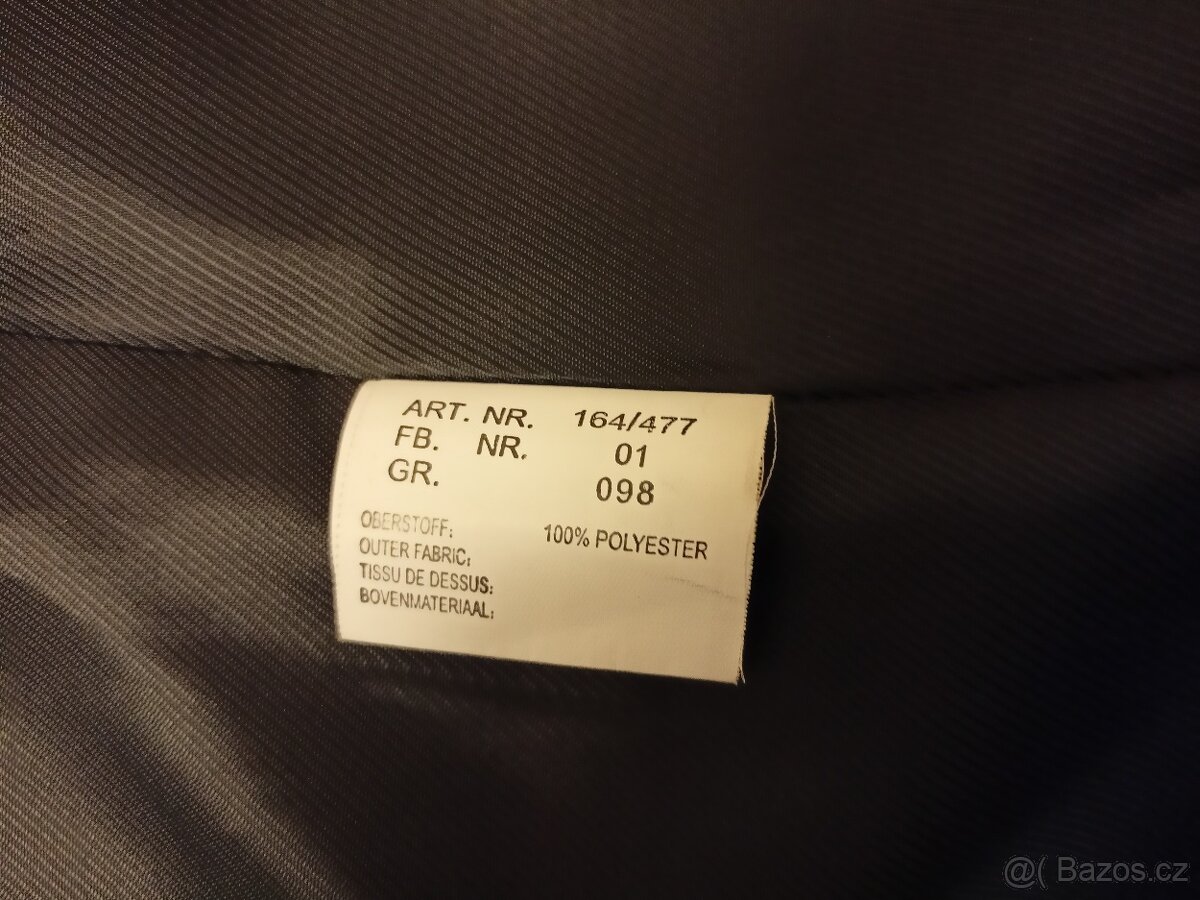 ART. NR. 164/477
FB. NR. 01
GR. 098
OBERSTOFF: 100% POLYESTER
OUTER FABRIC:
TISSU DE DESSUS:
BOVENMATERIAAL:
@( Bazos.cz